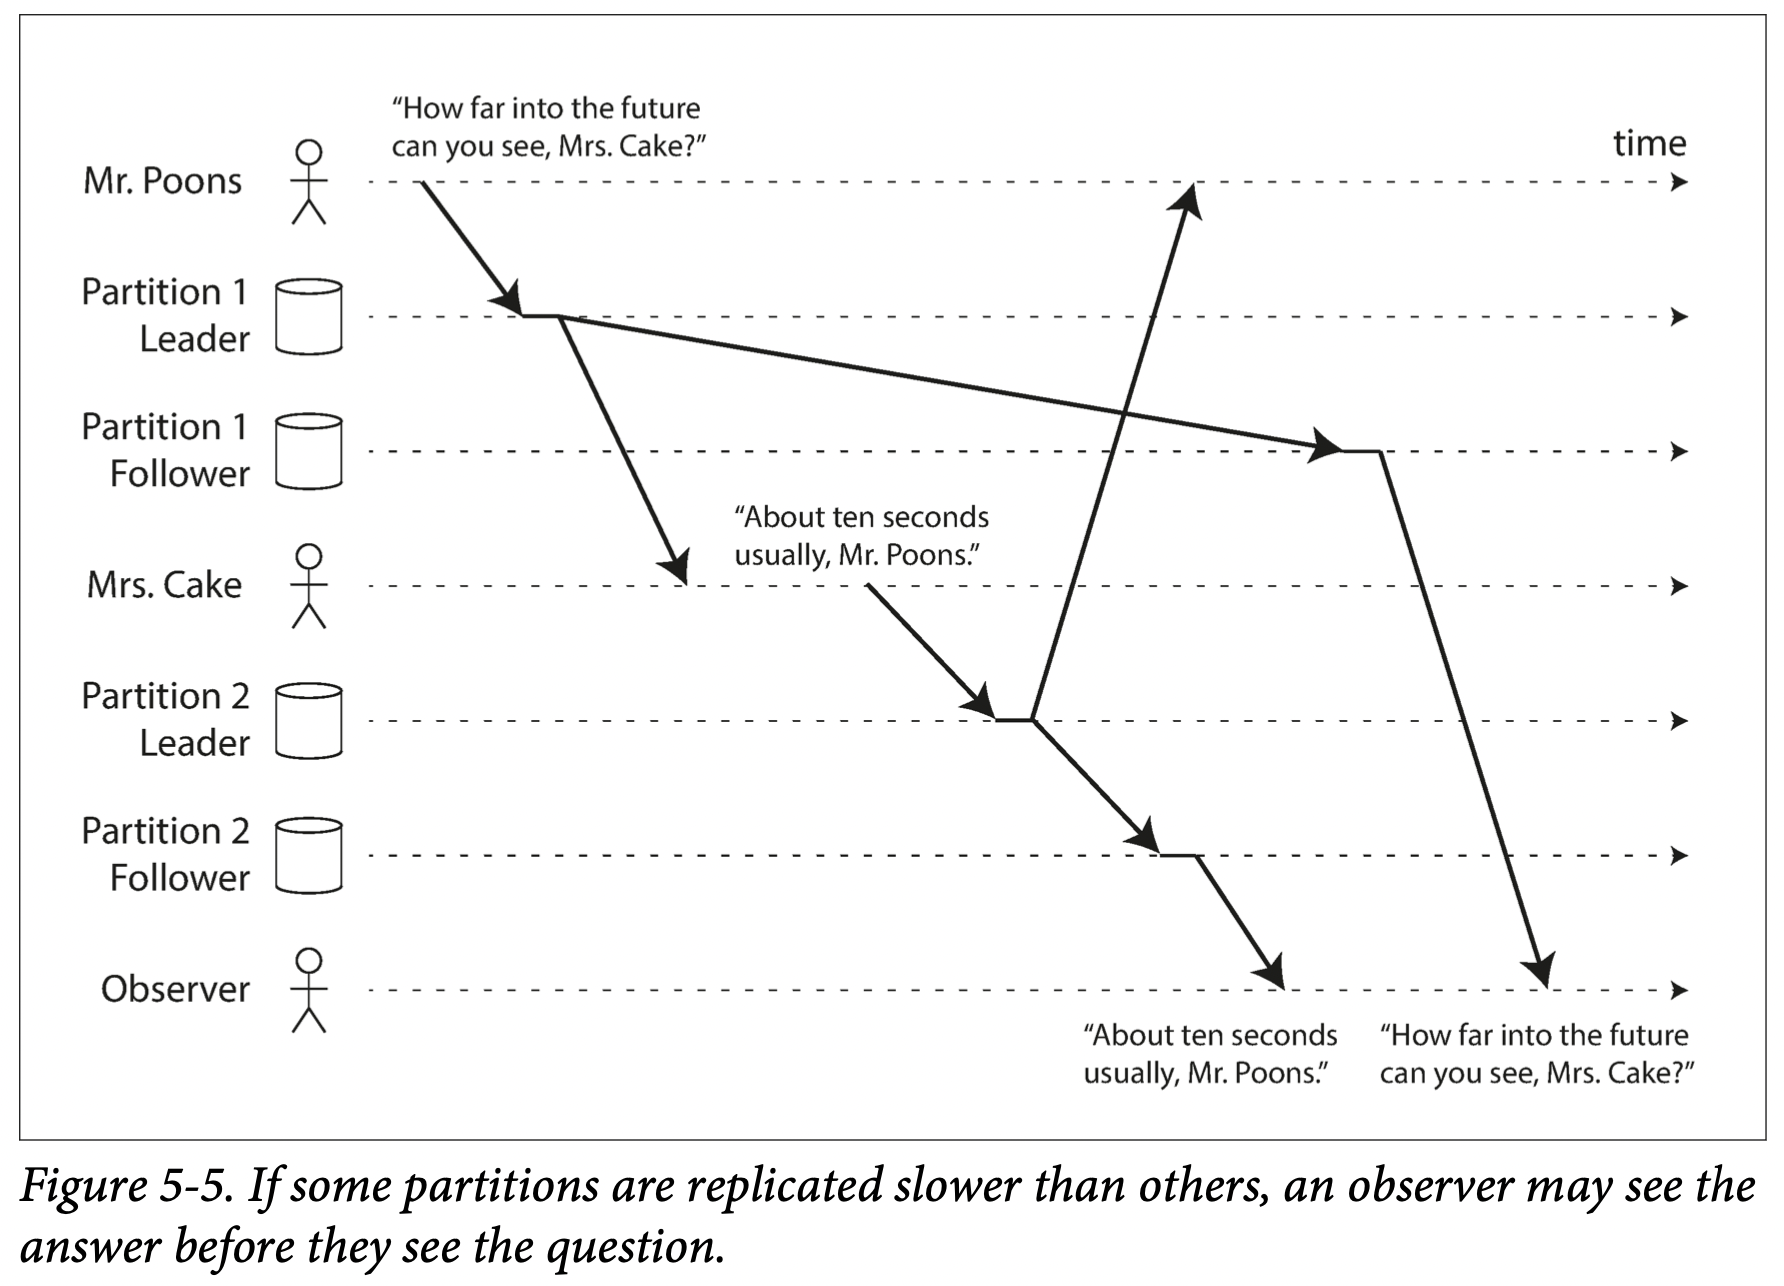 “How far into the future
can you see, Mrs. Cake?”
time
Mr. Poons
Partition 1
Leader
Partition 1
Follower
“About ten seconds
usually, Mr. Poons.”
Mrs. Cake
Partition 2
Leader
Partition 2
Follower
Observer
“About ten seconds
usually, Mr. Poons.”
“How far into the future
can you see, Mrs. Cake?”
Figure 5-5. If some partitions are replicated slower than others, an observer may see the
answer before they see the question.